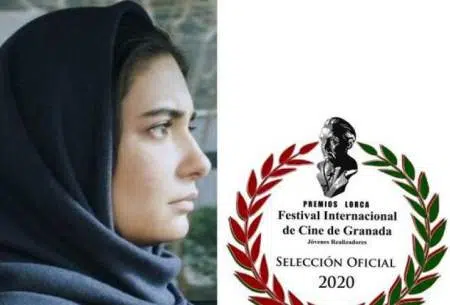 PREMIOS LORCA
Festival Internacional
de Cine de Granada
Jóvenes Realizadores
SELECCIÓN OFICIAL
2020